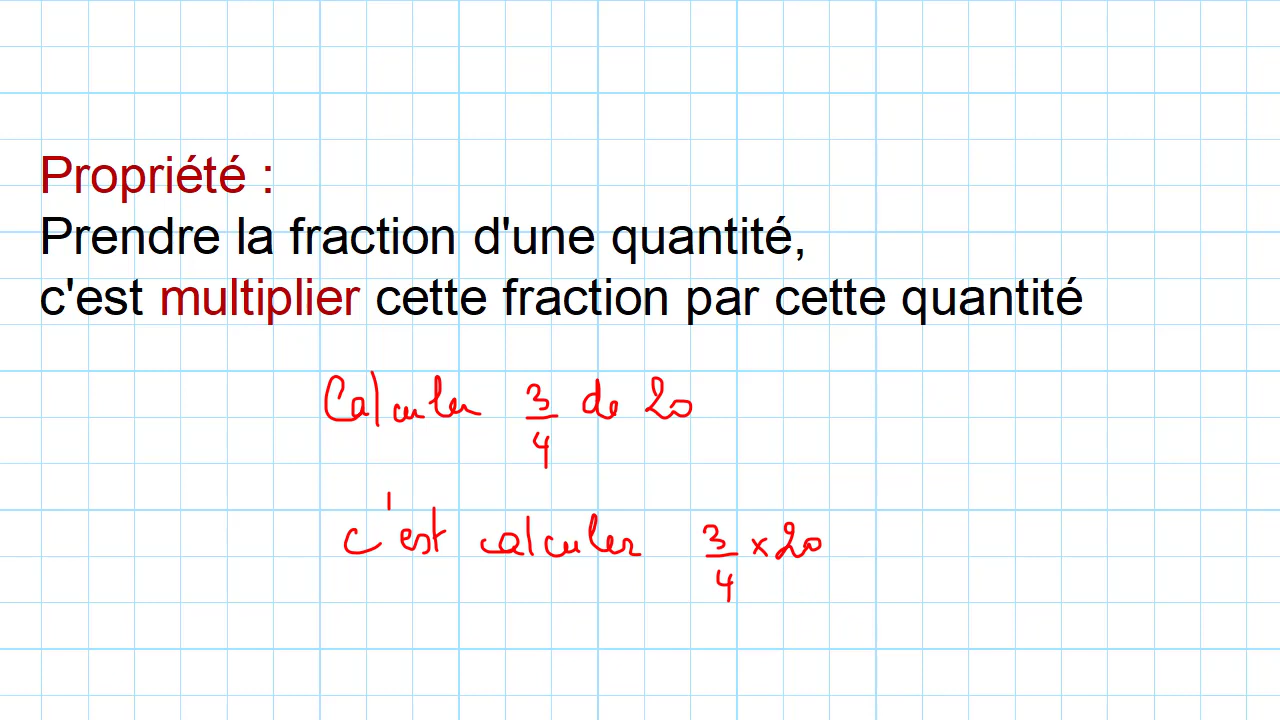 Propriété :
Prendre la fraction d'une quantité,
c'est multiplier cette fraction par cette quantité
Calculer 3/4 de 20
c'est calculer 3/4 × 20